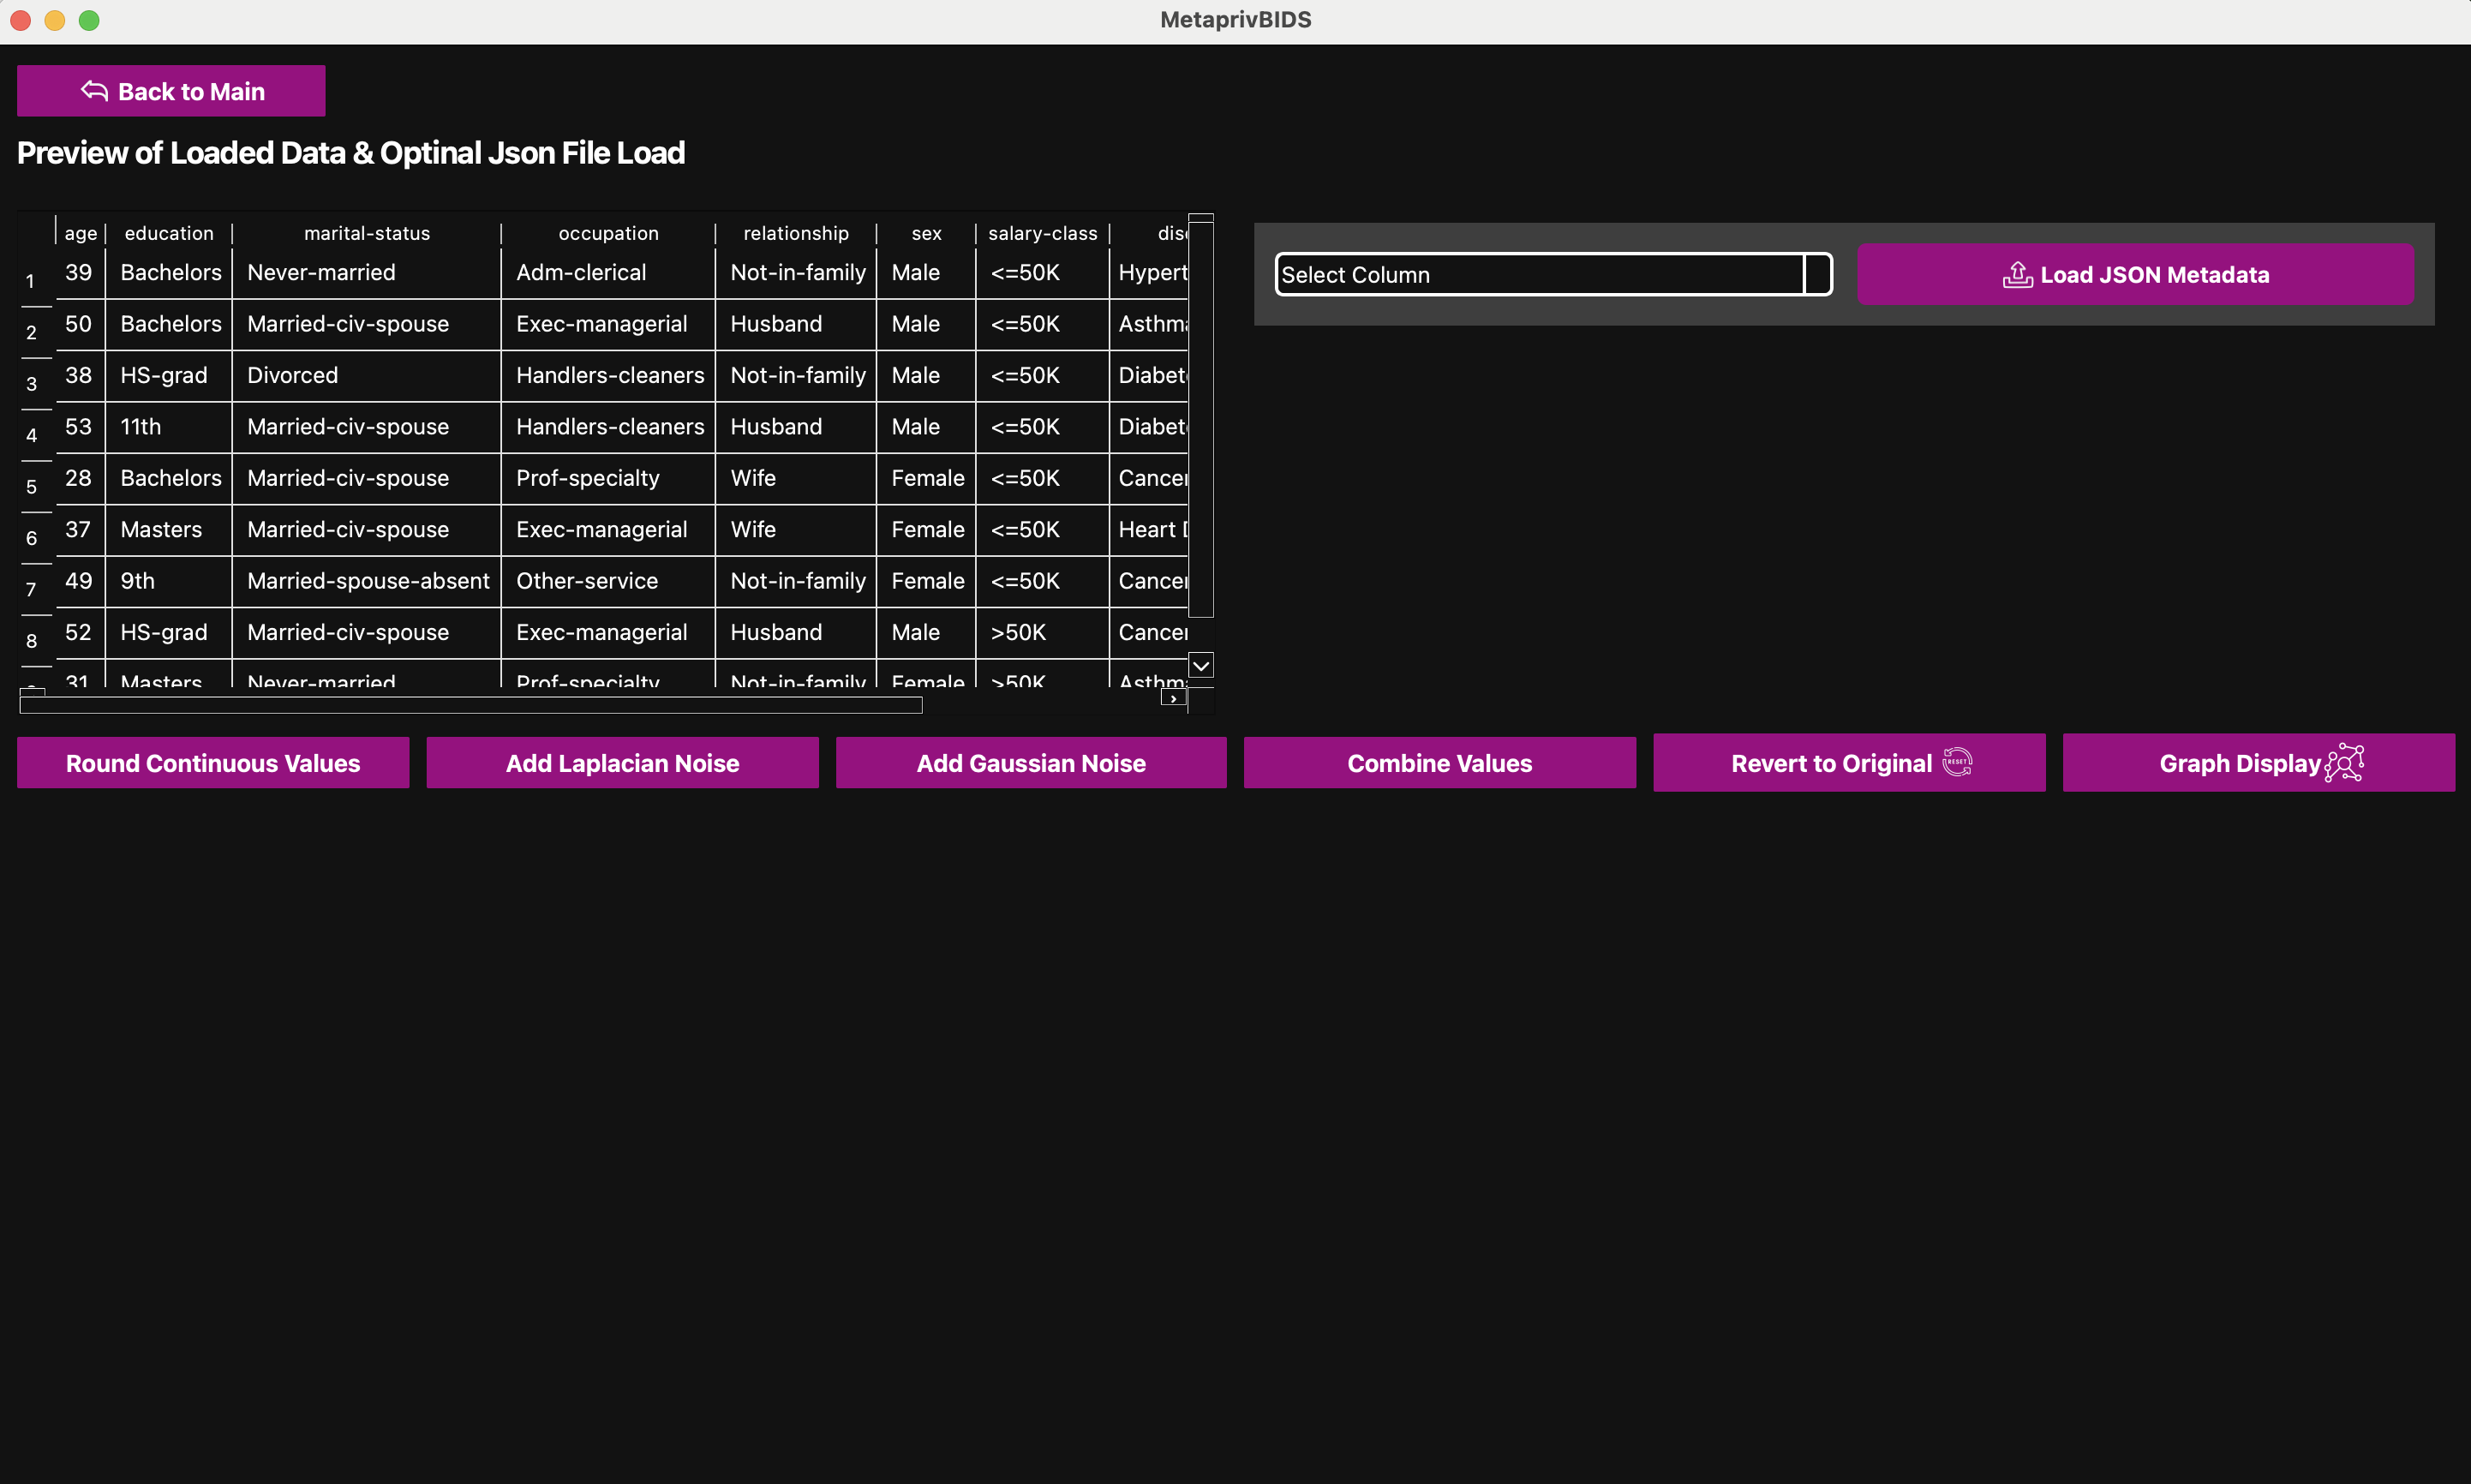 MetaprivBIDS
Back to Main
Preview of Loaded Data & Optinal Json File Load
age education marital-status occupation relationship sex salary-class
1 39 Bachelors Never-married Adm-clerical Not-in-family Male <=50K Hypert
2 50 Bachelors Married-civ-spouse Exec-managerial Husband Male <=50K Asthma
3 38 HS-grad Divorced Handlers-cleaners Not-in-family Male <=50K Diabet
4 53 11th Married-civ-spouse Handlers-cleaners Husband Male <=50K Diabet
5 28 Bachelors Married-civ-spouse Prof-specialty Wife Female <=50K Cancer
6 37 Masters Married-civ-spouse Exec-managerial Wife Female <=50K Heart
7 49 9th Married-spouse-absent Other-service Not-in-family Female <=50K Cancer
8 52 HS-grad Married-civ-spouse Exec-managerial Husband Male >50K Cancer
31 Masters Never-married Prof-specialty Not-in-family Female >50K Asthma
Select Column
Load JSON Metadata
Round Continuous Values Add Laplacian Noise Add Gaussian Noise Combine Values Revert to Original RESET Graph Display